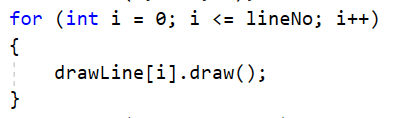 for (int i = 0; i <= lineNo; i++)
{
    drawLine[i].draw();
}